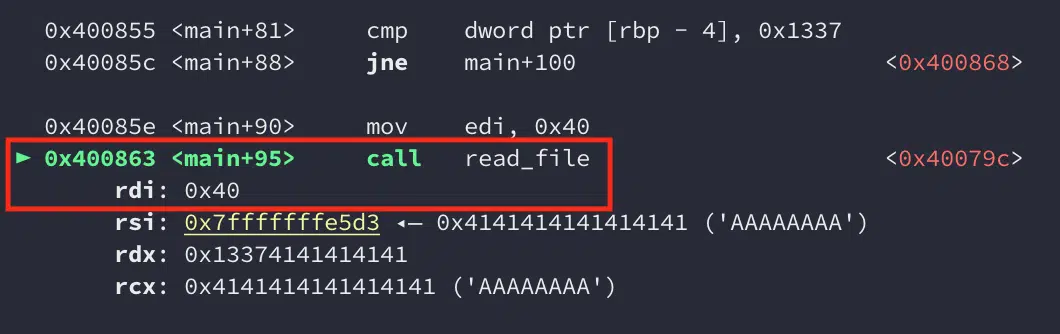 0x400855 <main+81> cmp dword ptr [rbp - 4], 0x1337
0x40085c <main+88> jne main+100 <0x400868>
0x40085e <main+90> mov edi, 0x40
► 0x400863 <main+95> call read_file <0x40079c>
rdi: 0x40
rsi: 0x7fffffffe5d3 ◂— 0x4141414141414141 ('AAAAAAAA')
rdx: 0x13374141414141
rcx: 0x4141414141414141 ('AAAAAAAA')